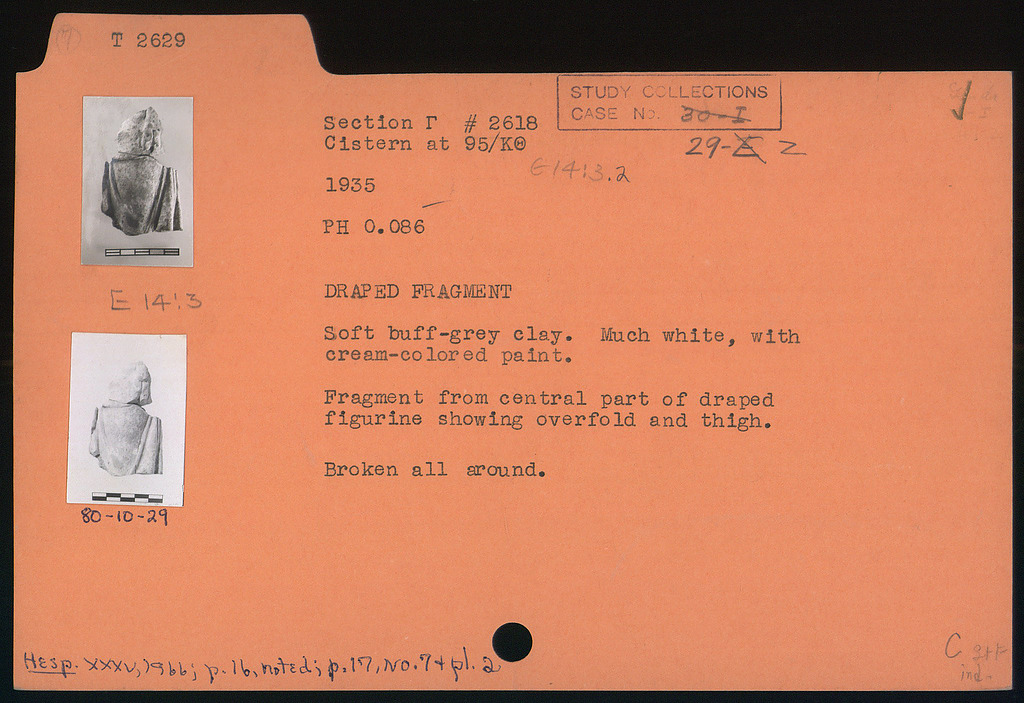 T 2629
STUDY COLLECTIONS
CASE No. 30-I
29-E Z
Section Γ # 2618
Cistern at 95/KΘ
E14:3.2
1935
PH 0.086
E 14:3
DRAPED FRAGMENT
Soft buff-grey clay. Much white, with
cream-colored paint.
Fragment from central part of draped
figurine showing overfold and thigh.
Broken all around.
80-10-29
Hesp. XXXV, 1966; p. 16, noted; p. 17, No. 7 + pl. 2
C
ind.